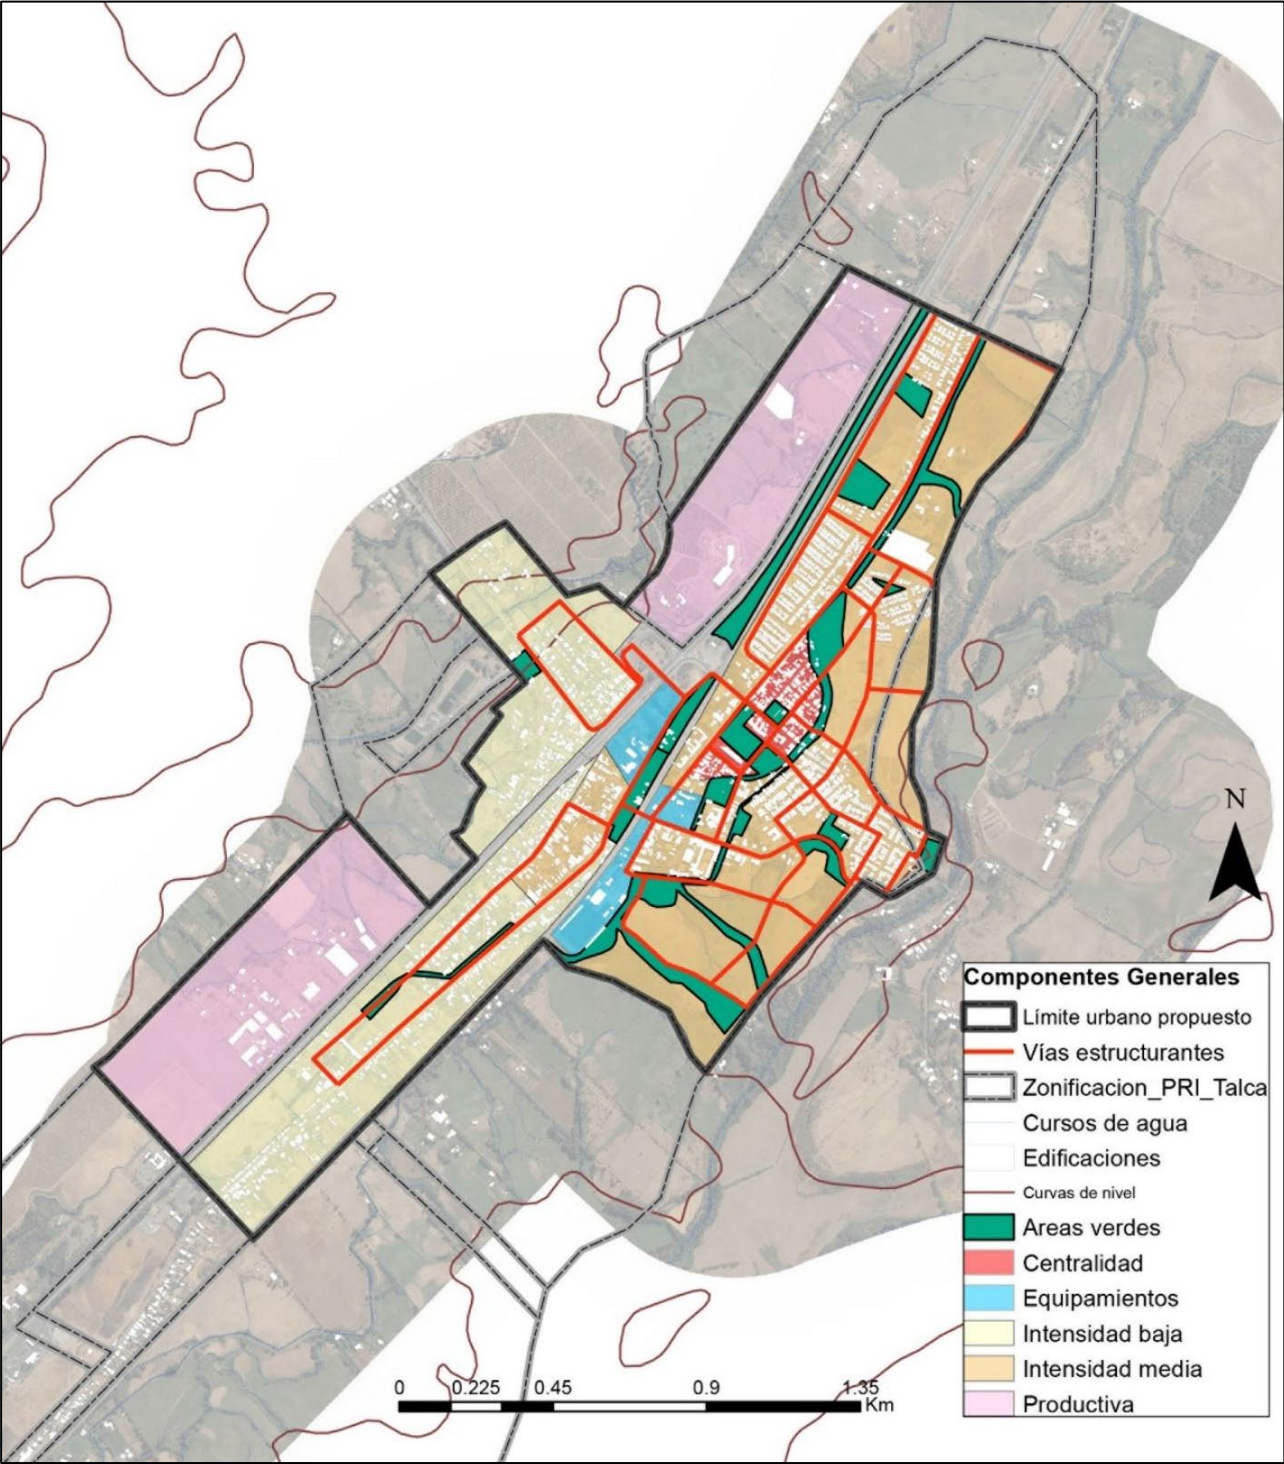 N
Componentes Generales
Límite urbano propuesto
Vías estructurantes
Zonificacion_PRI_Talca
Cursos de agua
Edificaciones
Curvas de nivel
Areas verdes
Centralidad
Equipamientos
Intensidad baja
Intensidad media
Productiva
0 0.225 0.45 0.9 1.35
Km